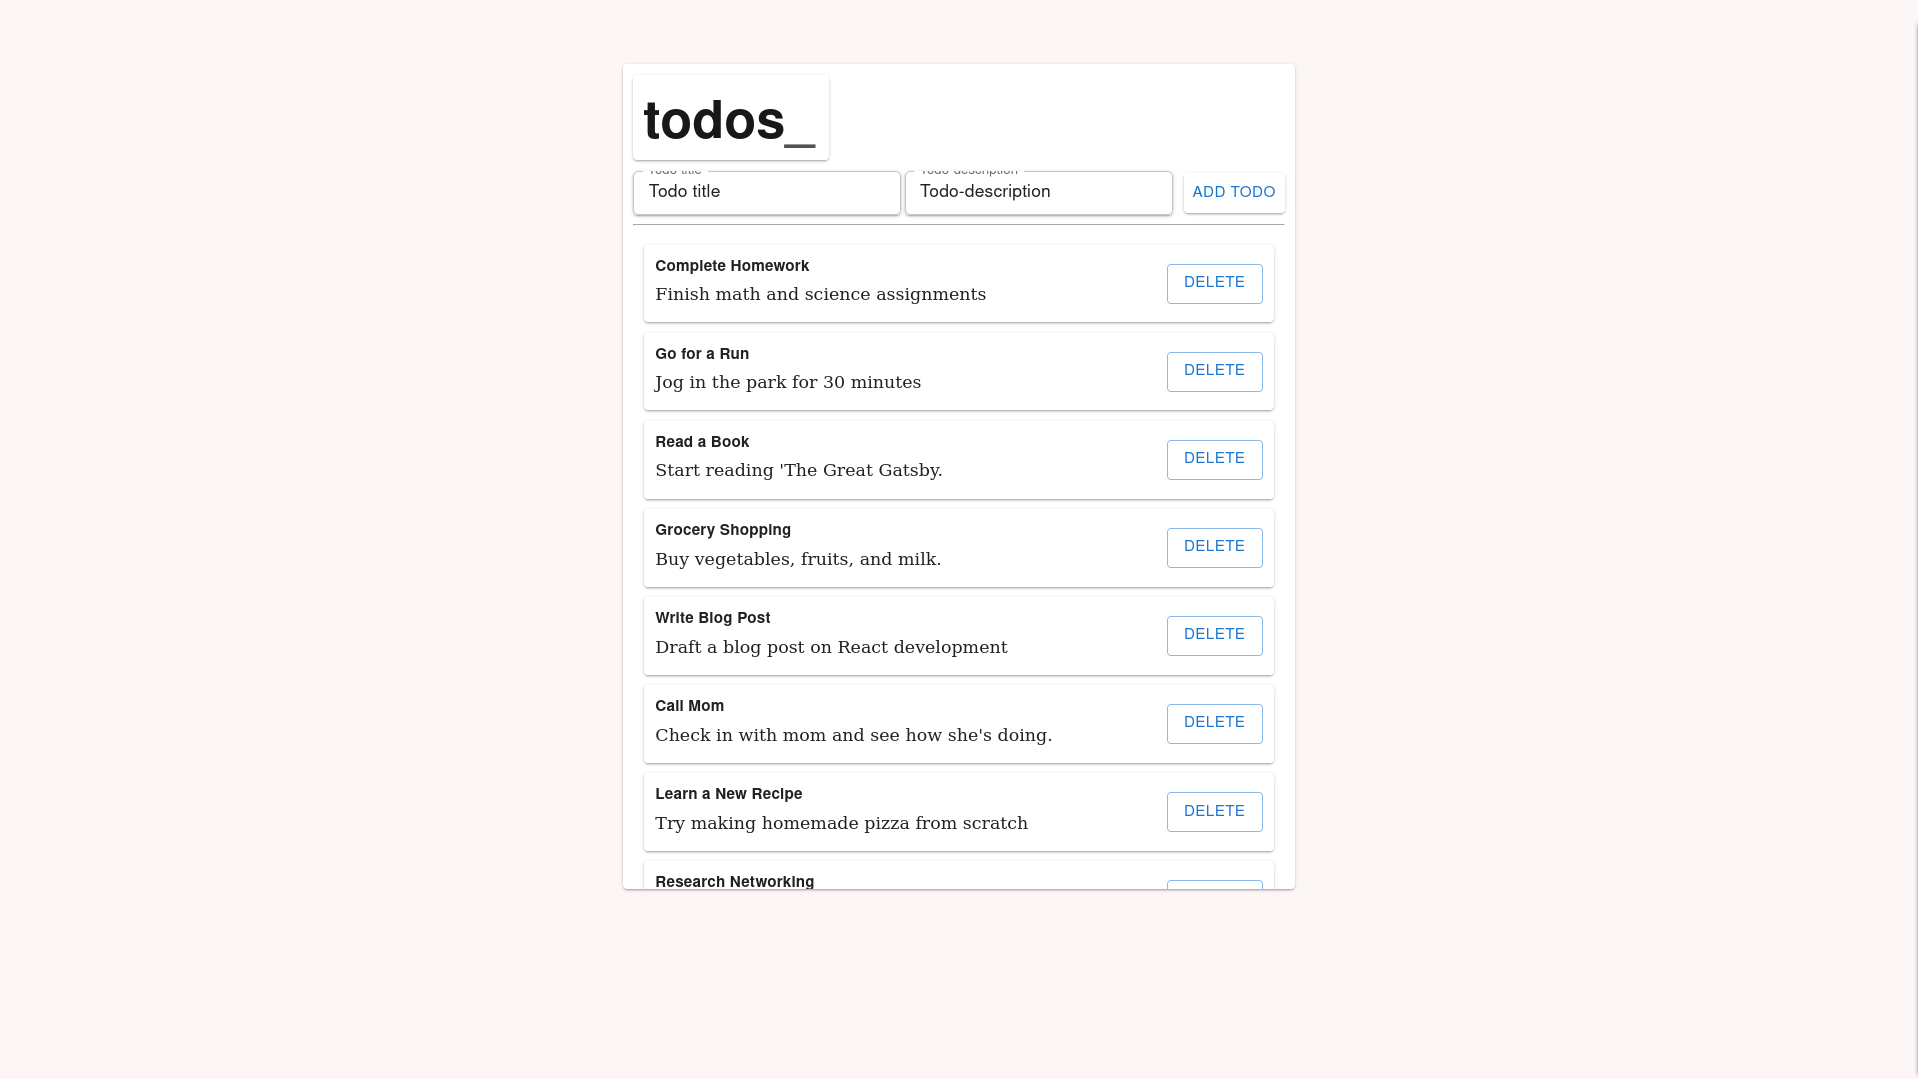 todos_
Todo title
Todo-description
Todo title
Todo-description
ADD TODO
Complete Homework
Finish math and science assignments
DELETE
Go for a Run
Jog in the park for 30 minutes
DELETE
Read a Book
Start reading 'The Great Gatsby.
DELETE
Grocery Shopping
Buy vegetables, fruits, and milk.
DELETE
Write Blog Post
Draft a blog post on React development
DELETE
Call Mom
Check in with mom and see how she's doing.
DELETE
Learn a New Recipe
Try making homemade pizza from scratch
DELETE
Research Networking